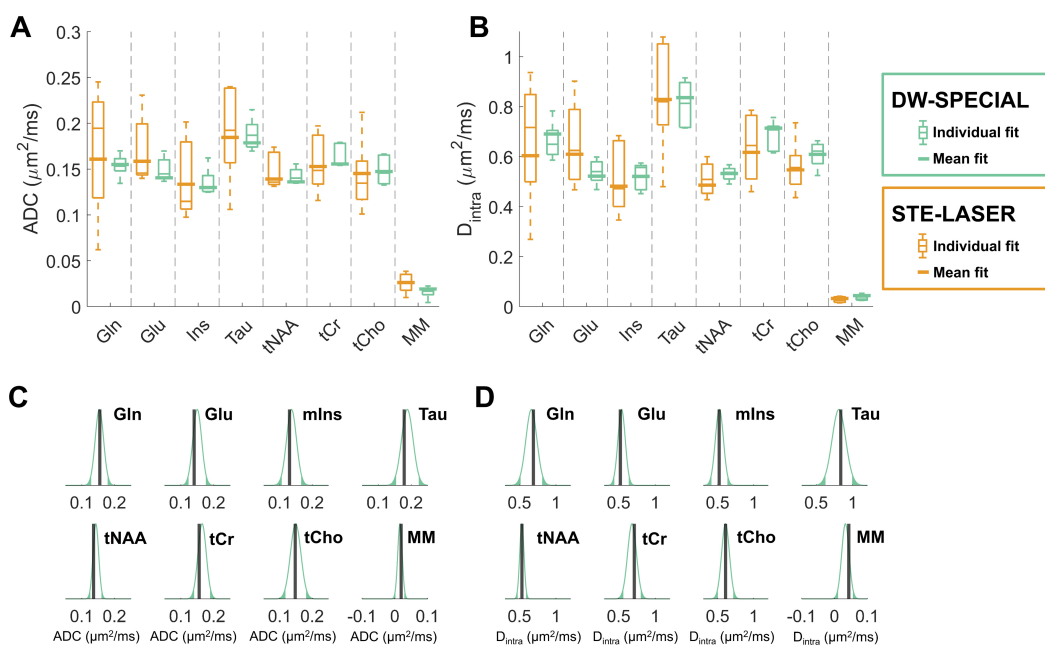 A
ADC (μm²/ms)
0.3
0.25
0.2
0.15
0.1
0.05
0
Gln
Glu
Ins
Tau
tNAA
tCr
tCho
MM
B
D_intra (μm²/ms)
1
0.8
0.6
0.4
0.2
0
Gln
Glu
Ins
Tau
tNAA
tCr
tCho
MM
DW-SPECIAL
Individual fit
Mean fit
STE-LASER
Individual fit
Mean fit
C
Gln Glu mIns Tau
0.1 0.2 0.1 0.2 0.1 0.2 0.1 0.2
tNAA tCr tCho MM
0.1 0.2 0.1 0.2 0.1 0.2 -0.1 0 0.1
ADC (μm²/ms) ADC (μm²/ms) ADC (μm²/ms) ADC (μm²/ms)
D
Gln Glu mIns Tau
0.5 1 0.5 1 0.5 1 0.5 1
tNAA tCr tCho MM
0.5 1 0.5 1 0.5 1 -0.1 0 0.1
D_intra (μm²/ms) D_intra (μm²/ms) D_intra (μm²/ms) D_intra (μm²/ms)